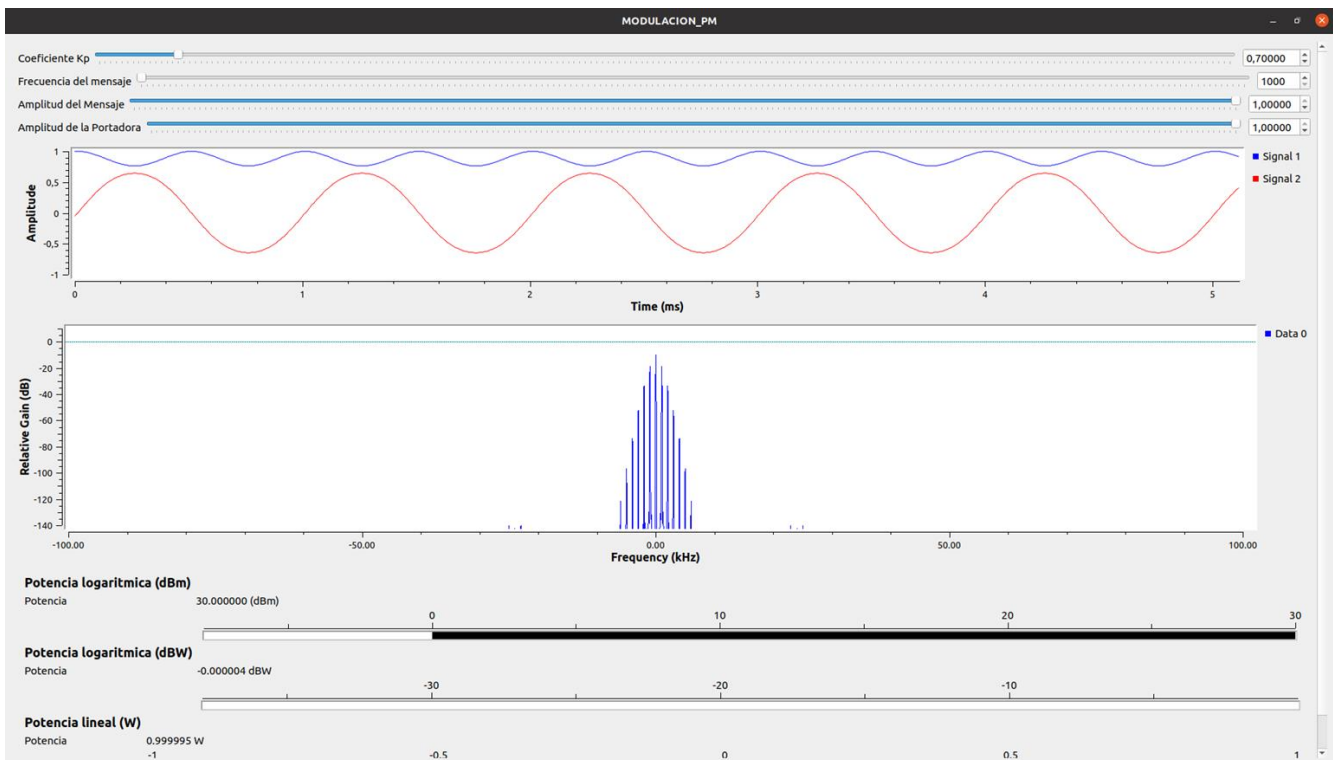 MODULACION_PM
Coeficiente Kp 0,70000
Frecuencia del mensaje 1000
Amplitud del Mensaje 1,00000
Amplitud de la Portadora 1,00000
1 Signal 1
0,5 Signal 2
0
-0,5
-1
Amplitude
0 1 2 3 4 5
Time (ms)
0 Data 0
-20
-40
-60
-80
-100
-120
-140
Relative Gain (dB)
-100.00 -50.00 0.00 50.00 100.00
Frequency (kHz)
Potencia logaritmica (dBm)
Potencia 30.000000 (dBm)
0 10 20 30
Potencia logaritmica (dBW)
Potencia -0.000004 dBW
-30 -20 -10
Potencia lineal (W)
Potencia 0.999995 W
-1 -0.5 0 0.5 1